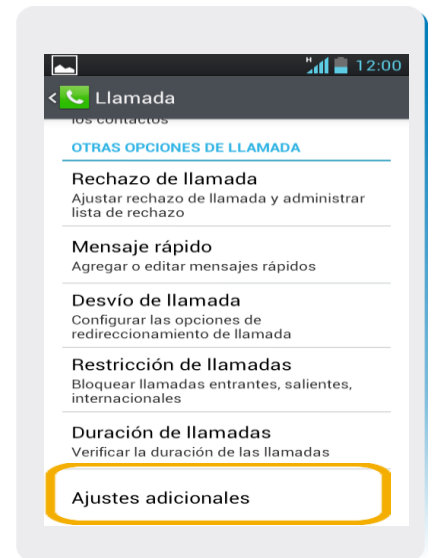 H 12:00
< Llamada
los contactos
OTRAS OPCIONES DE LLAMADA
Rechazo de llamada
Ajustar rechazo de llamada y administrar
lista de rechazo
Mensaje rápido
Agregar o editar mensajes rápidos
Desvío de llamada
Configurar las opciones de
redireccionamiento de llamada
Restricción de llamadas
Bloquear llamadas entrantes, salientes,
internacionales
Duración de llamadas
Verificar la duración de las llamadas
Ajustes adicionales